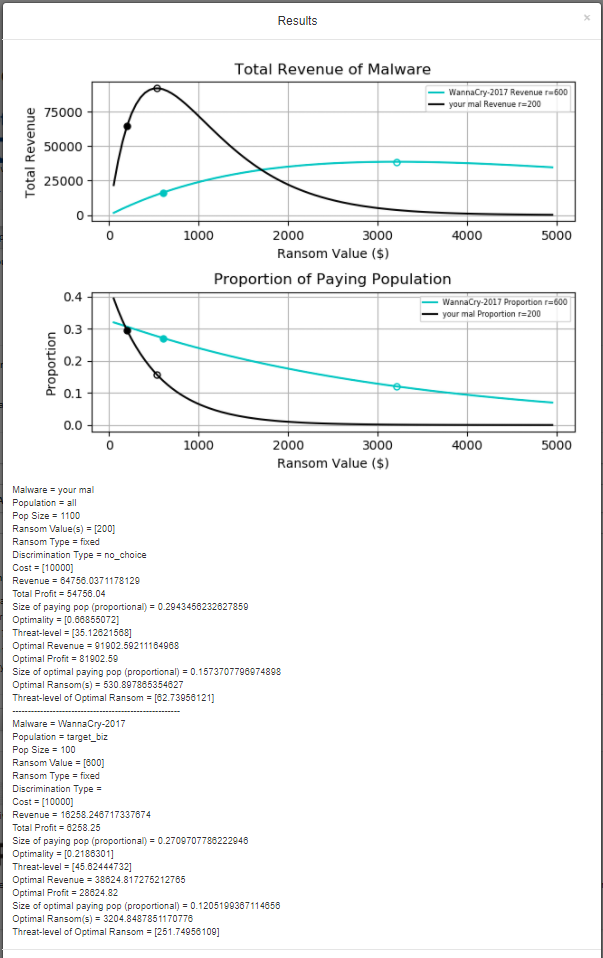 Results
×
Total Revenue of Malware
WannaCry-2017 Revenue r=600
your mal Revenue r=200
Total Revenue
75000
50000
25000
0
0 1000 2000 3000 4000 5000
Ransom Value ($)
Proportion of Paying Population
WannaCry-2017 Proportion r=600
your mal Proportion r=200
Proportion
0.4
0.3
0.2
0.1
0.0
0 1000 2000 3000 4000 5000
Ransom Value ($)
Malware = your mal
Population = all
Pop Size = 1100
Ransom Value(s) = [200]
Ransom Type = fixed
Discrimination Type = no_choice
Cost = [10000]
Revenue = 64756.0371178129
Total Profit = 54756.04
Size of paying pop (proportional) = 0.2943456232627859
Optimality = [0.66855072]
Threat-level = [35.12621568]
Optimal Revenue = 91902.59211164968
Optimal Profit = 81902.59
Size of optimal paying pop (proportional) = 0.1573707796974898
Optimal Ransom(s) = 530.897865354627
Threat-level of Optimal Ransom = [62.73956121]
------------------------------------------------------------
Malware = WannaCry-2017
Population = target_biz
Pop Size = 100
Ransom Value = [600]
Ransom Type = fixed
Discrimination Type =
Cost = [10000]
Revenue = 16258.246717337674
Total Profit = 6258.25
Size of paying pop (proportional) = 0.2709707786222946
Optimality = [0.2186301]
Threat-level = [45.62444732]
Optimal Revenue = 38624.817275212765
Optimal Profit = 28624.82
Size of optimal paying pop (proportional) = 0.1205199367114656
Optimal Ransom(s) = 3204.8487851170776
Threat-level of Optimal Ransom = [251.74956109]